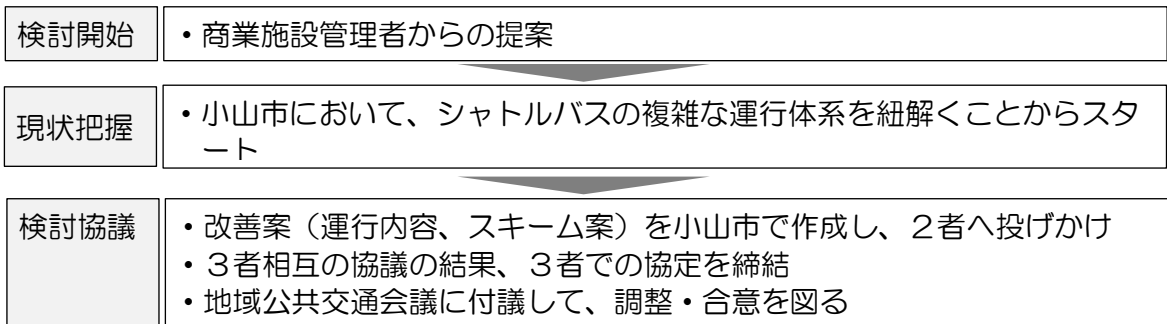 検討開始
・商業施設管理者からの提案
現状把握
・小山市において、シャトルバスの複雑な運行体系を紐解くことからスタ
ート
検討協議
・改善案（運行内容、スキーム案）を小山市で作成し、２者へ投げかけ
・３者相互の協議の結果、３者での協定を締結
・地域公共交通会議に付議して、調整・合意を図る